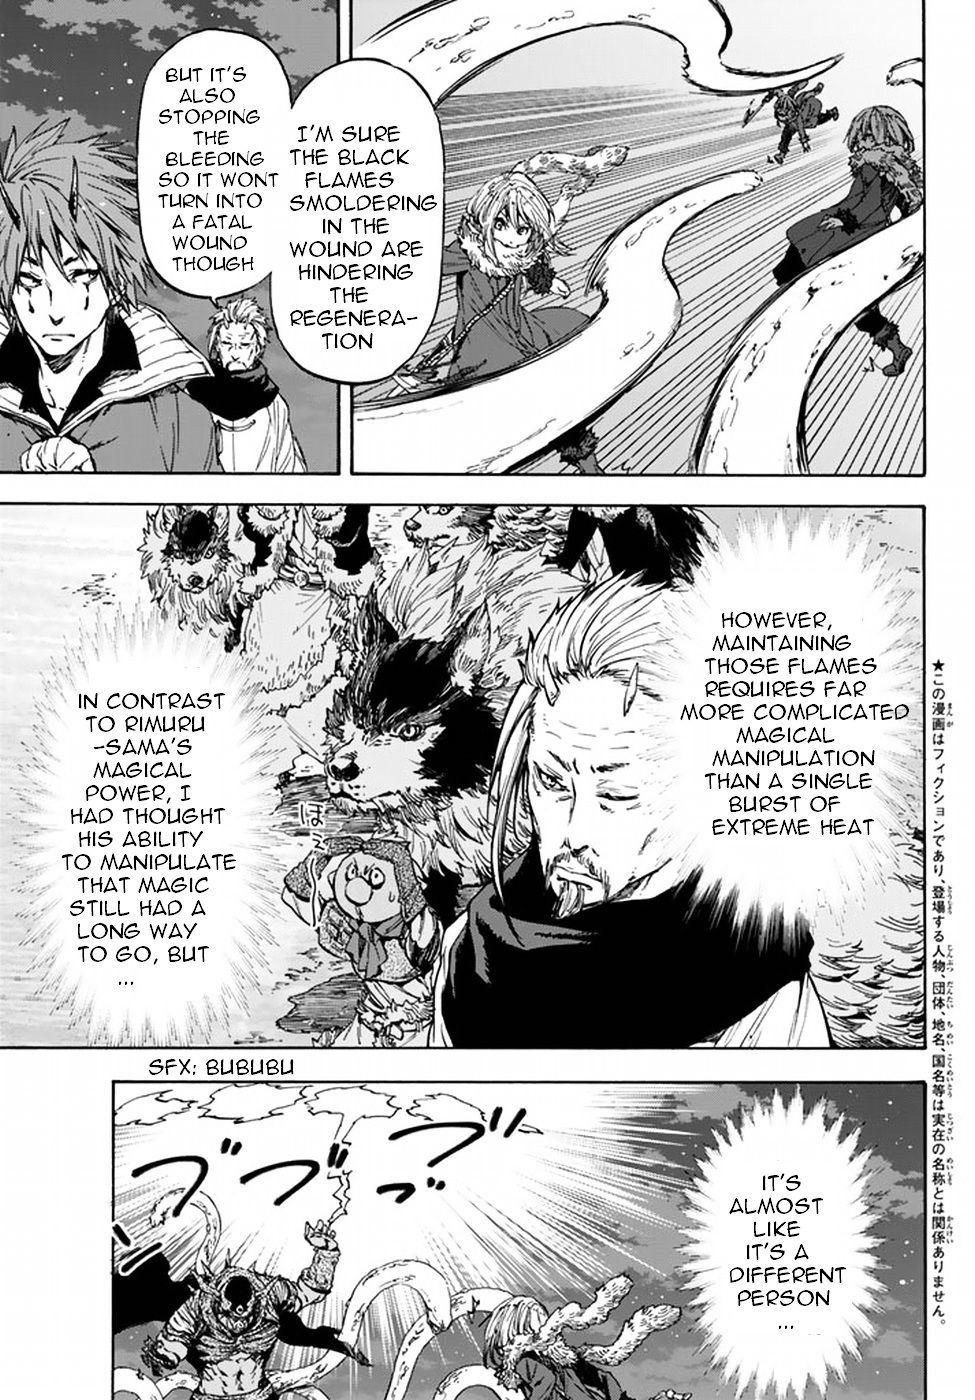 I'M SURE
THE BLACK
FLAMES
SMOLDERING
IN THE
WOUND ARE
HINDERING
THE
REGENERA-
TION
BUT IT'S
ALSO
STOPPING
THE
BLEEDING
SO IT WONT
TURN INTO
A FATAL
WOUND
THOUGH
HOWEVER,
MAINTAINING
THOSE FLAMES
REQUIRES FAR
MORE COMPLICATED
MAGICAL
MANIPULATION
THAN A SINGLE
BURST OF
EXTREME HEAT
ほう
IN CONTRAST
TO RIMURU
-SAMA'S
MAGICAL
POWER, I
HAD THOUGHT
HIS ABILITY
TO MANIPULATE
THAT MAGIC
STILL HAD A
LONG WAY
TO GO, BUT
...
SFX: BUBUBU
ブブブ
IT'S
ALMOST
LIKE
IT'S A
DIFFERENT
PERSON
...
★この漫画はフィクションであり、登場する人物、団体、地名、国名等は実在の名称とは関係ありません。